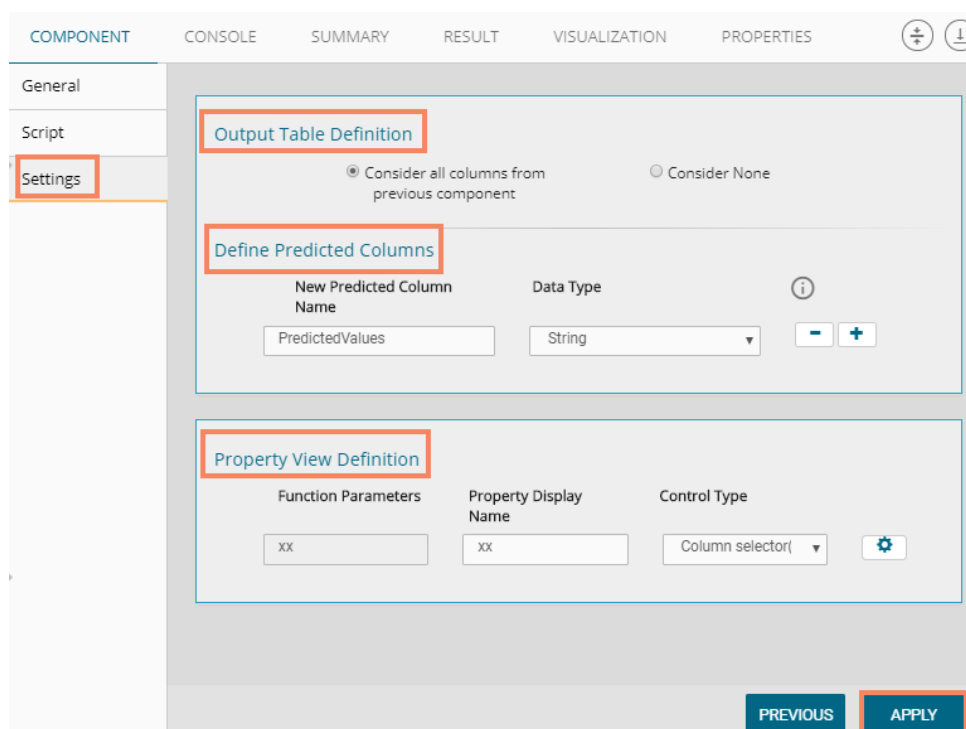 COMPONENT CONSOLE SUMMARY RESULT VISUALIZATION PROPERTIES
General
Script
Settings
Output Table Definition
Consider all columns from
previous component
Consider None
Define Predicted Columns
New Predicted Column
Name
Data Type
PredictedValues
String
Property View Definition
Function Parameters
Property Display
Name
Control Type
xx
xx
Column selector(
PREVIOUS
APPLY